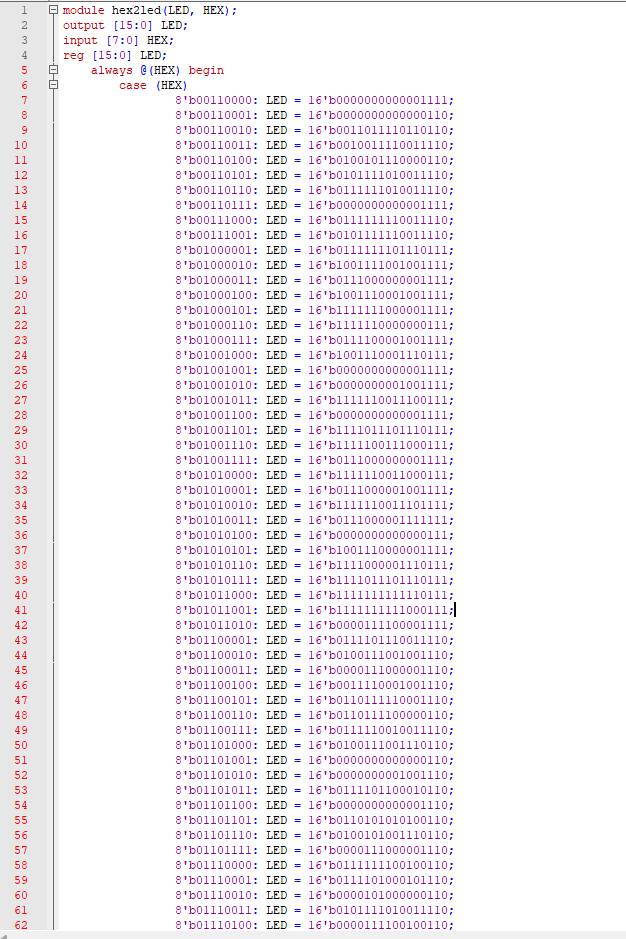 1 module hex2led(LED, HEX);
2 output [15:0] LED;
3 input [7:0] HEX;
4 reg [15:0] LED;
5 always @(HEX) begin
6 case (HEX)
7 8'b00110000: LED = 16'b0000000000001111;
8 8'b00110001: LED = 16'b0000000000000110;
9 8'b00110010: LED = 16'b0011011110110110;
10 8'b00110011: LED = 16'b0010011110011110;
11 8'b00110100: LED = 16'b0100101110000110;
12 8'b00110101: LED = 16'b0101111010011110;
13 8'b00110110: LED = 16'b0111111010011110;
14 8'b00110111: LED = 16'b0000000000001111;
15 8'b00111000: LED = 16'b0111111110011110;
16 8'b00111001: LED = 16'b0101111110011110;
17 8'b01000001: LED = 16'b0111111101110111;
18 8'b01000010: LED = 16'b1001111001001111;
19 8'b01000011: LED = 16'b0111000000001111;
20 8'b01000100: LED = 16'b1001110001001111;
21 8'b01000101: LED = 16'b1111111000001111;
22 8'b01000110: LED = 16'b1111110000000111;
23 8'b01000111: LED = 16'b0111100001001111;
24 8'b01001000: LED = 16'b1001110001110111;
25 8'b01001001: LED = 16'b0000000000001111;
26 8'b01001010: LED = 16'b0000000001001111;
27 8'b01001011: LED = 16'b1111110011100111;
28 8'b01001100: LED = 16'b0000000000001111;
29 8'b01001101: LED = 16'b1111011101110111;
30 8'b01001110: LED = 16'b1111100111000111;
31 8'b01001111: LED = 16'b0111000000001111;
32 8'b01010000: LED = 16'b1111110011000111;
33 8'b01010001: LED = 16'b0111000001001111;
34 8'b01010010: LED = 16'b1111110011101111;
35 8'b01010011: LED = 16'b0111000001111111;
36 8'b01010100: LED = 16'b0000000000000111;
37 8'b01010101: LED = 16'b1001110000001111;
38 8'b01010110: LED = 16'b1111000001110111;
39 8'b01010111: LED = 16'b1111011101110111;
40 8'b01011000: LED = 16'b1111111111110111;
41 8'b01011001: LED = 16'b1111111111000111;
42 8'b01011010: LED = 16'b0000111100001111;
43 8'b01100001: LED = 16'b0111101110011110;
44 8'b01100010: LED = 16'b0100111001001110;
45 8'b01100011: LED = 16'b0000111000001110;
46 8'b01100100: LED = 16'b0011110001001110;
47 8'b01100101: LED = 16'b0110111110001110;
48 8'b01100110: LED = 16'b0110111100000110;
49 8'b01100111: LED = 16'b0111110010011110;
50 8'b01101000: LED = 16'b0100111001110110;
51 8'b01101001: LED = 16'b0000000000000110;
52 8'b01101010: LED = 16'b0000000001001110;
53 8'b01101011: LED = 16'b0111101100010110;
54 8'b01101100: LED = 16'b0000000000001110;
55 8'b01101101: LED = 16'b0110101010100110;
56 8'b01101110: LED = 16'b0100101001110110;
57 8'b01101111: LED = 16'b0000111000001110;
58 8'b01110000: LED = 16'b0111111100100110;
59 8'b01110001: LED = 16'b0111101000101110;
60 8'b01110010: LED = 16'b0000101000000110;
61 8'b01110011: LED = 16'b0101111010011110;
62 8'b01110100: LED = 16'b0000111100100110;